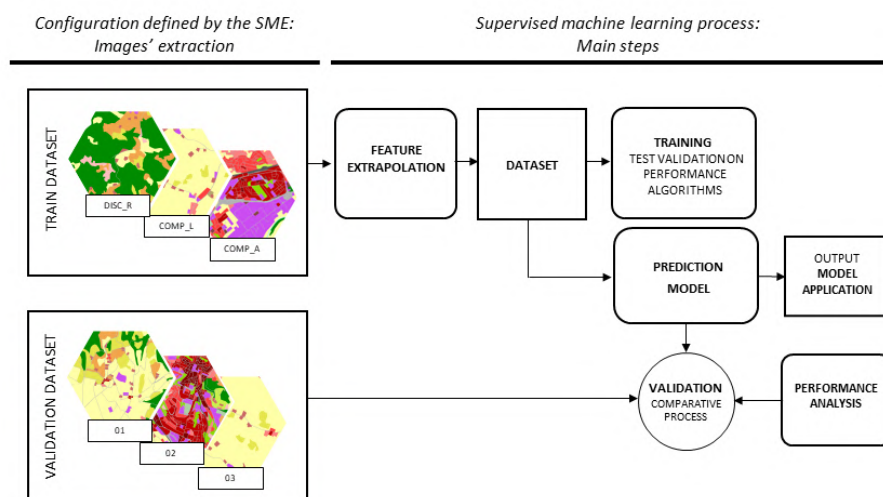 Configuration defined by the SME:
Images’ extraction
Supervised machine learning process:
Main steps
TRAIN DATASET
DISC_R
COMP_L
COMP_A
FEATURE
EXTRAPOLATION
DATASET
TRAINING
TEST VALIDATION ON
PERFORMANCE
ALGORITHMS
PREDICTION
MODEL
OUTPUT
MODEL
APPLICATION
VALIDATION DATASET
01
02
03
VALIDATION
COMPARATIVE
PROCESS
PERFORMANCE
ANALYSIS